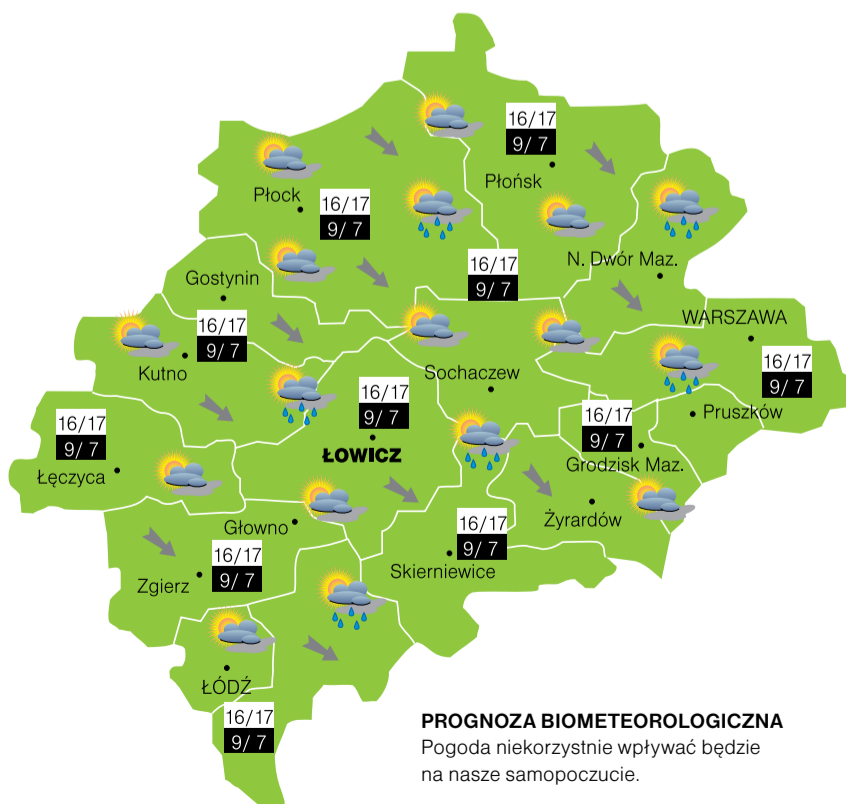 16/17
9/ 7
Płońsk
Płock
16/17
9/ 7
N. Dwór Maz.
Gostynin
16/17
9/ 7
16/17
9/ 7
WARSZAWA
Kutno
16/17
9/ 7
Sochaczew
16/17
9/ 7
ŁOWICZ
16/17
9/ 7
Pruszków
Grodzisk Maz.
16/17
9/ 7
Łęczyca
Żyrardów
Głowno
16/17
9/ 7
Skierniewice
16/17
9/ 7
Zgierz
ŁÓDŹ
16/17
9/ 7
PROGNOZA BIOMETEOROLOGICZNA
Pogoda niekorzystnie wpływać będzie
na nasze samopoczucie.